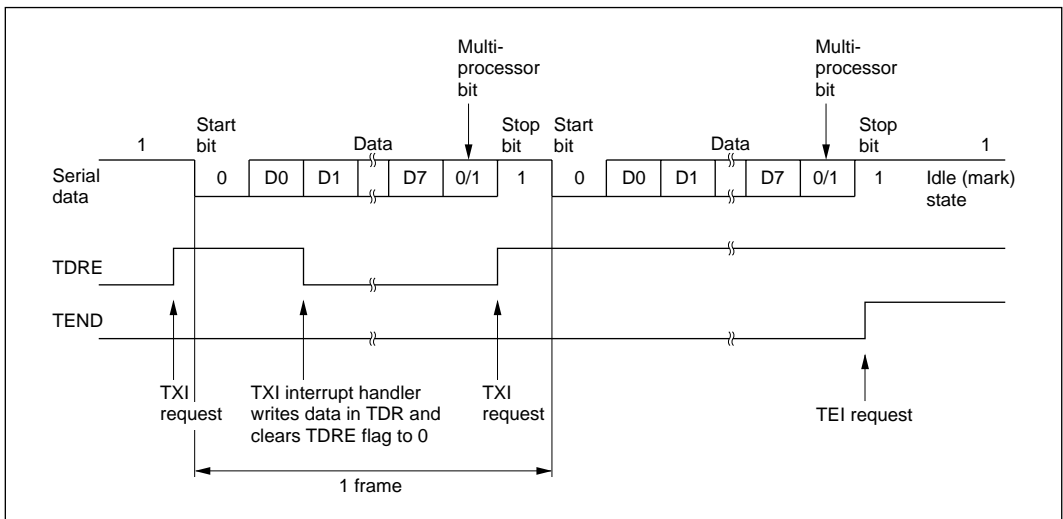 Multi-
processor
bit
Multi-
processor
bit
Start
bit
Data
Stop
bit
Start
bit
Data
Stop
bit
1
1
Serial
data
0
D0
D1
D7
0/1
1
0
D0
D1
D7
0/1
1
Idle (mark)
state
TDRE
TEND
TXI
request
TXI interrupt handler
writes data in TDR and
clears TDRE flag to 0
TXI
request
TEI request
1 frame